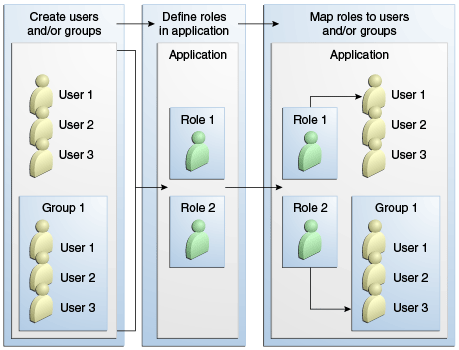 Create users
and/or groups
User 1
User 2
User 3
Group 1
User 1
User 2
User 3
Define roles
in application
Application
Role 1
Role 2
Map roles to users
and/or groups
Application
Role 1
User 1
User 2
User 3
Role 2
Group 1
User 1
User 2
User 3